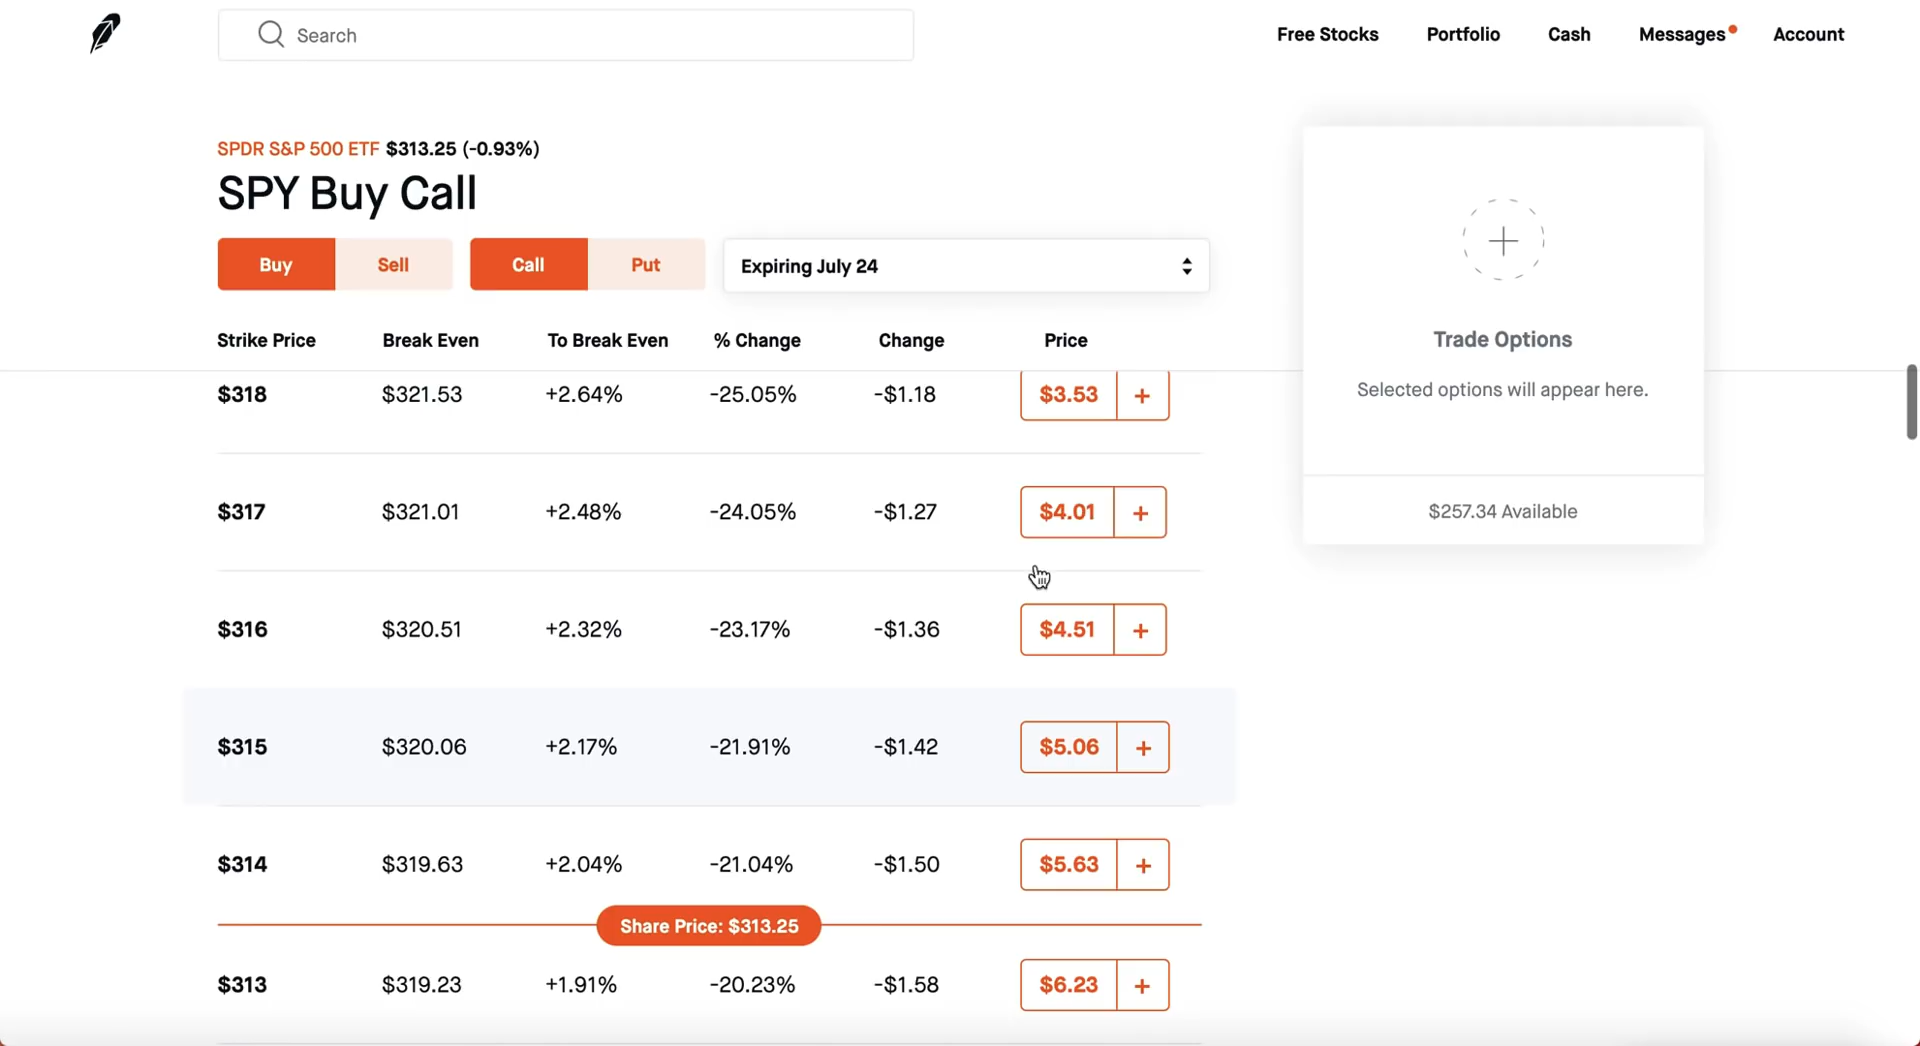 Search
Free Stocks Portfolio Cash Messages Account
SPDR S&P 500 ETF $313.25 (-0.93%)
SPY Buy Call
Buy Sell Call Put Expiring July 24
Strike Price Break Even To Break Even % Change Change Price
$318 $321.53 +2.64% -25.05% -$1.18 $3.53 +
$317 $321.01 +2.48% -24.05% -$1.27 $4.01 +
$316 $320.51 +2.32% -23.17% -$1.36 $4.51 +
$315 $320.06 +2.17% -21.91% -$1.42 $5.06 +
$314 $319.63 +2.04% -21.04% -$1.50 $5.63 +
Share Price: $313.25
$313 $319.23 +1.91% -20.23% -$1.58 $6.23 +
Trade Options
Selected options will appear here.
$257.34 Available